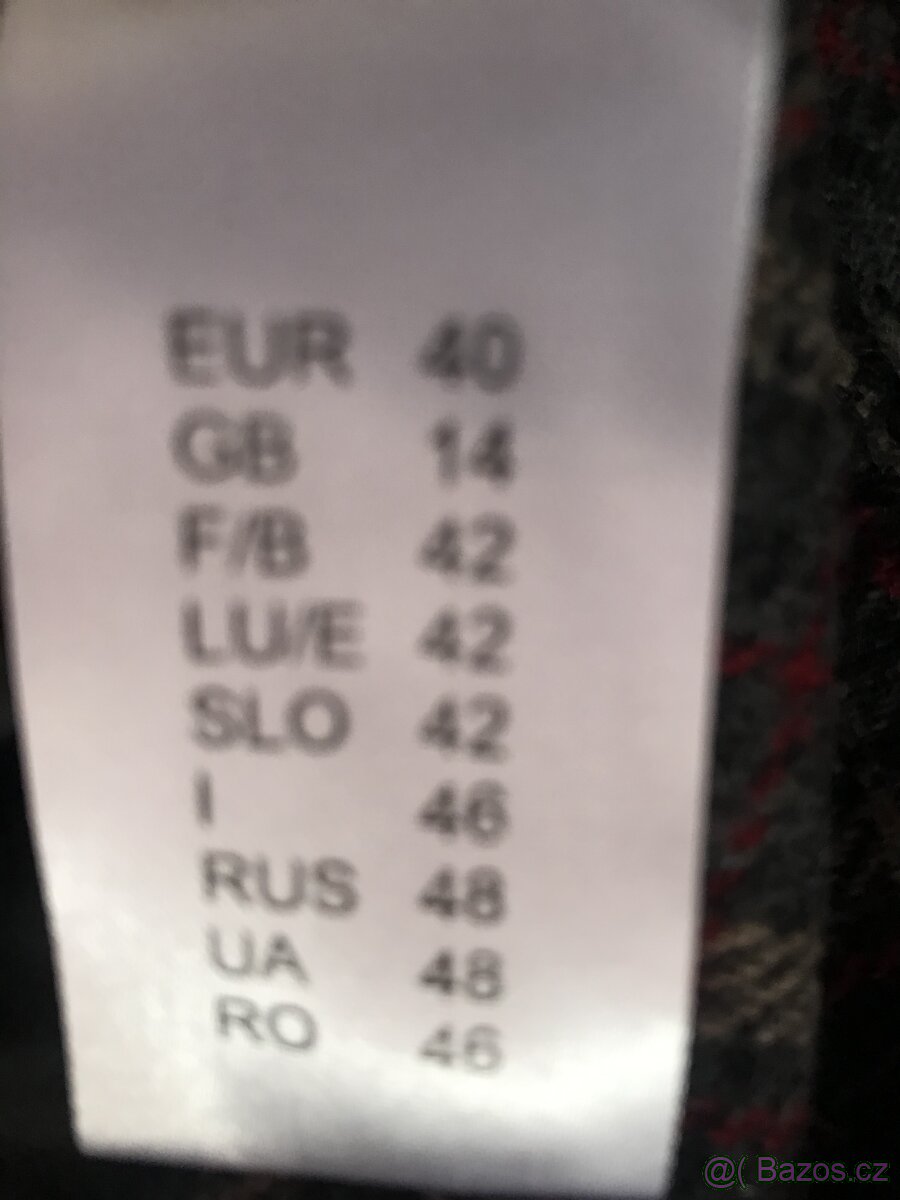 EUR 40
GB 14
F/B 42
LU/E 42
SLO 42
I 46
RUS 48
UA 48
RO 46
@( Bazos.cz